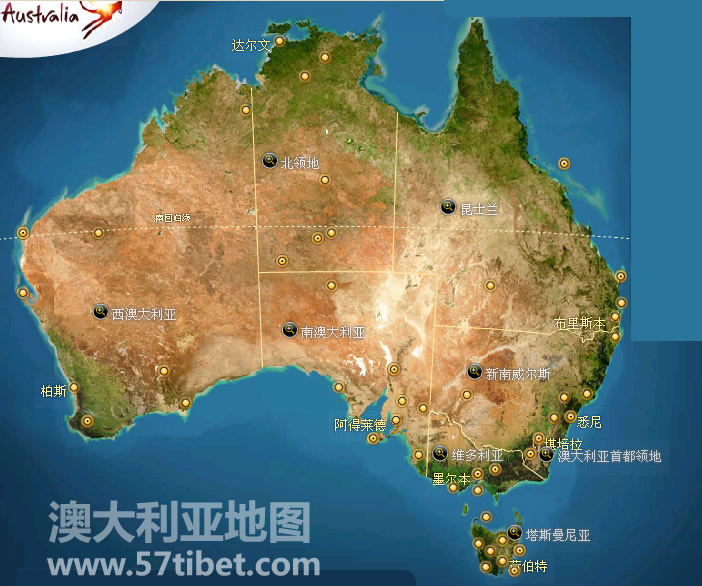 Australia
达尔文
北领地
昆士兰
南回归线
西澳大利亚
南澳大利亚
布里斯本
新南威尔斯
柏斯
阿得莱德
悉尼
堪培拉
维多利亚
澳大利亚首都领地
墨尔本
塔斯曼尼亚
伯特
澳大利亚地图
www.57tibet.com